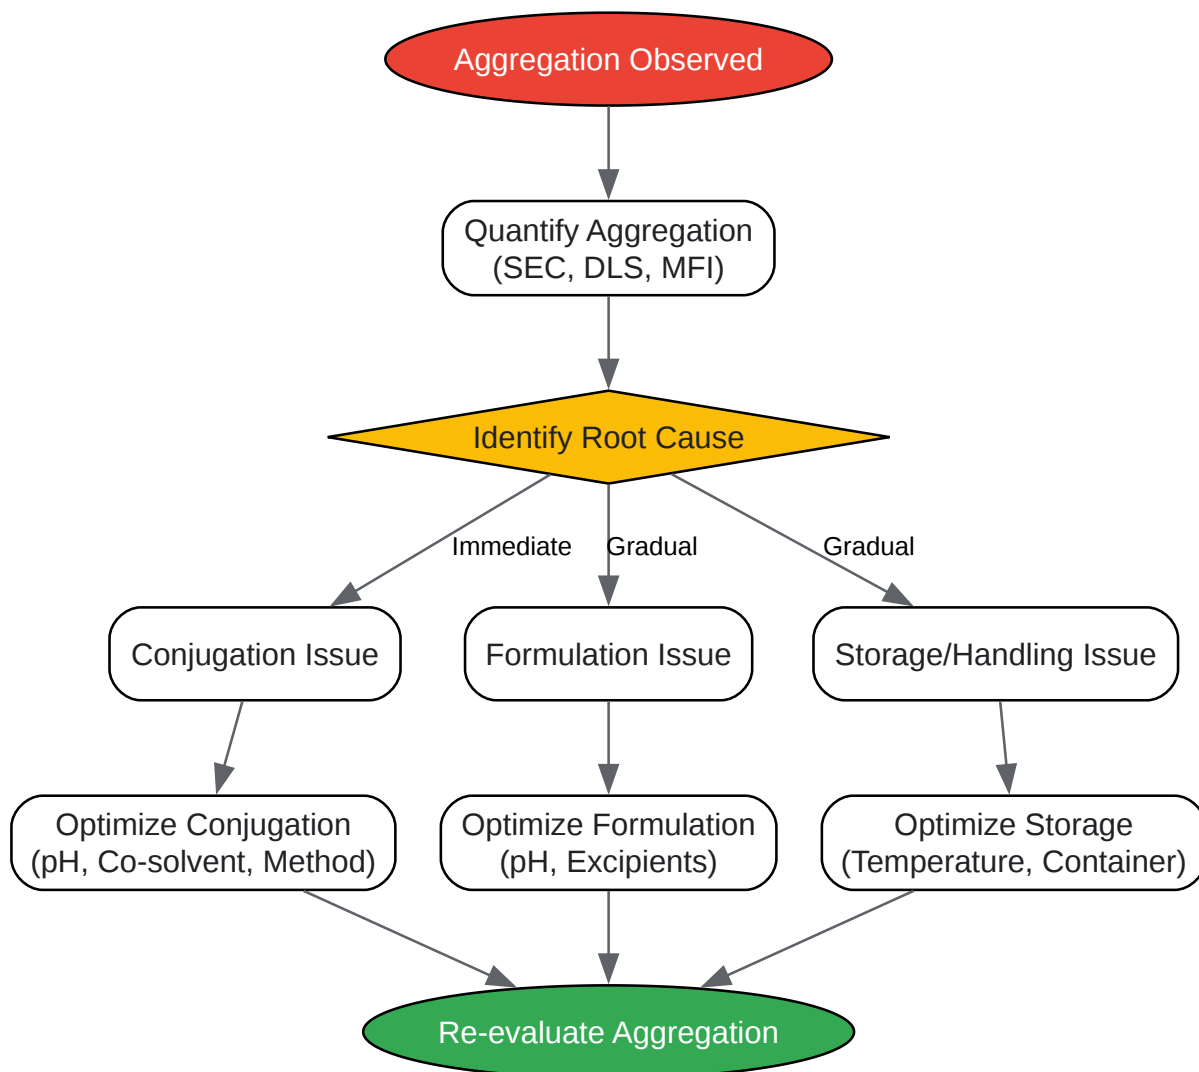 Aggregation Observed
Quantify Aggregation
(SEC, DLS, MFI)
Identify Root Cause
Immediate
Gradual
Gradual
Conjugation Issue
Formulation Issue
Storage/Handling Issue
Optimize Conjugation
(pH, Co-solvent, Method)
Optimize Formulation
(pH, Excipients)
Optimize Storage
(Temperature, Container)
Re-evaluate Aggregation